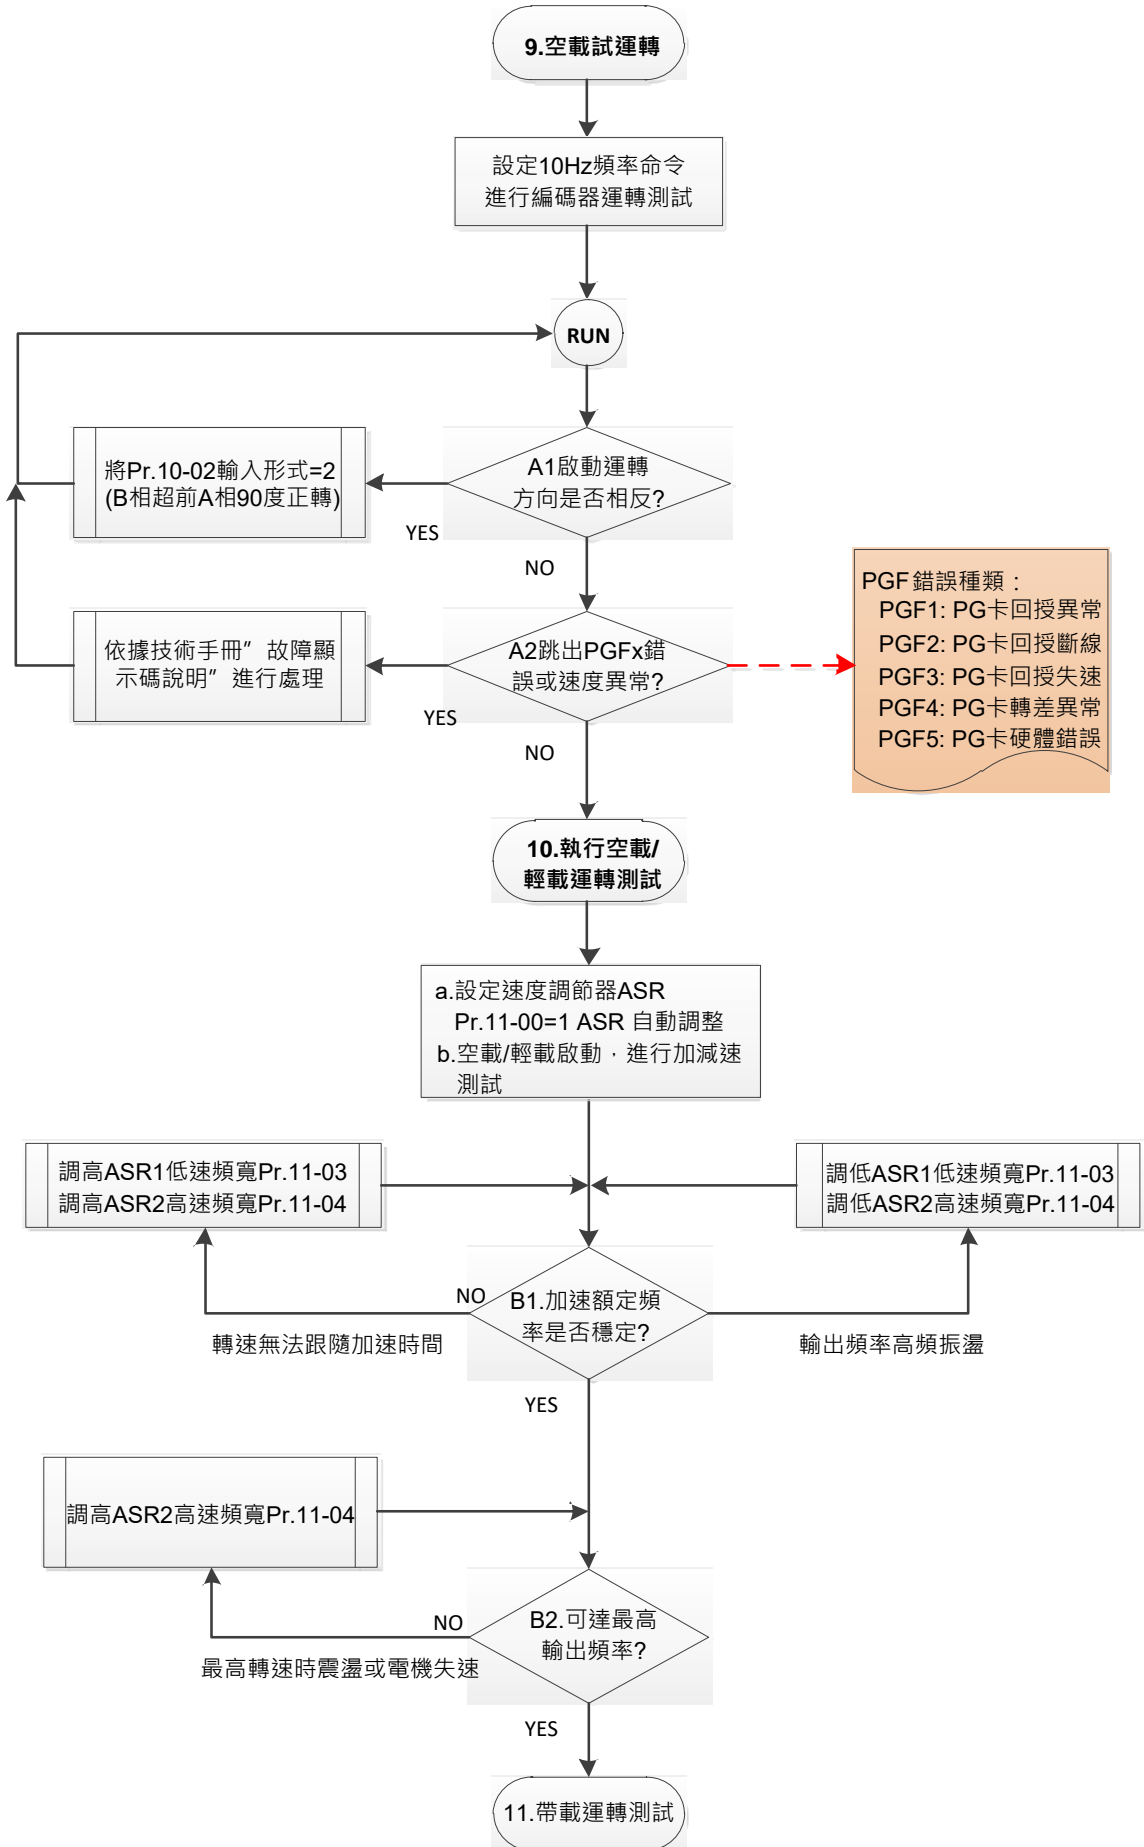 9.空載試運轉
設定10Hz頻率命令
進行編碼器運轉測試
RUN
A1啟動運轉
方向是否相反?
YES
將Pr.10-02輸入形式=2
(B相超前A相90度正轉)
NO
A2跳出PGFx錯
誤或速度異常?
YES
依據技術手冊”故障顯
示碼說明”進行處理
PGF錯誤種類：
PGF1: PG卡回授異常
PGF2: PG卡回授斷線
PGF3: PG卡回授失速
PGF4: PG卡轉差異常
PGF5: PG卡硬體錯誤
NO
10.執行空載/
輕載運轉測試
a.設定速度調節器ASR
Pr.11-00=1 ASR 自動調整
b.空載/輕載啟動，進行加減速
測試
調高ASR1低速頻寬Pr.11-03
調高ASR2高速頻寬Pr.11-04
調低ASR1低速頻寬Pr.11-03
調低ASR2高速頻寬Pr.11-04
NO
B1.加速額定頻
率是否穩定?
轉速無法跟隨加速時間
輸出頻率高頻振盪
YES
調高ASR2高速頻寬Pr.11-04
NO
B2.可達最高
輸出頻率?
最高轉速時震盪或電機失速
YES
11.帶載運轉測試